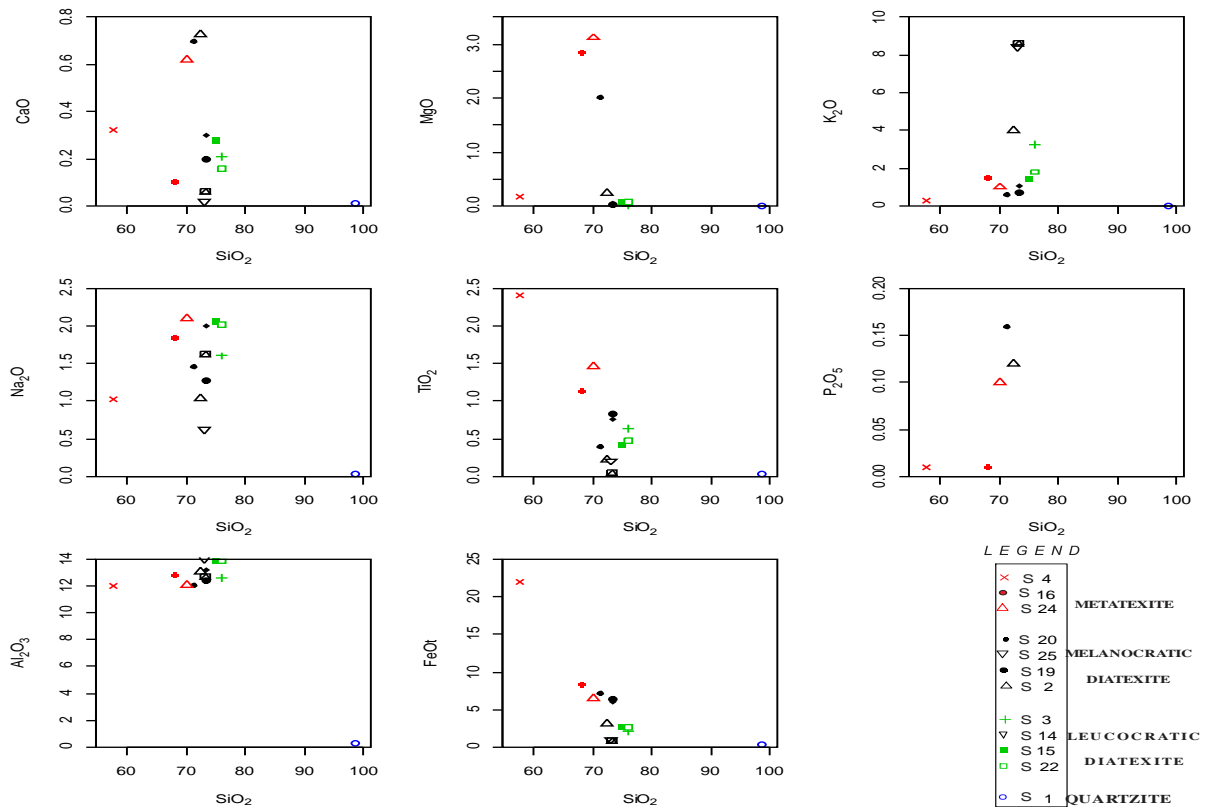 0.8
0.6
0.4
0.2
0.0
CaO
60 70 80 90 100
SiO₂
3.0
2.0
1.0
0.0
MgO
60 70 80 90 100
SiO₂
10
8
6
4
2
0
K₂O
60 70 80 90 100
SiO₂
2.5
2.0
1.5
1.0
0.5
0.0
Na₂O
60 70 80 90 100
SiO₂
2.5
2.0
1.5
1.0
0.5
0.0
TiO₂
60 70 80 90 100
SiO₂
0.20
0.15
0.10
0.05
0.00
P₂O₅
60 70 80 90 100
SiO₂
14
12
10
8
6
4
2
0
Al₂O₃
60 70 80 90 100
SiO₂
25
20
15
10
5
0
FeOt
60 70 80 90 100
SiO₂
LEGEND
S 4
S 16
S 24 METATEXITE
S 20
S 25 MELANOCRATIC
S 19 DIATEXITE
S 2
S 3
S 14 LEUCOCRATIC
S 15 DIATEXITE
S 22
S 1 QUARTZITE